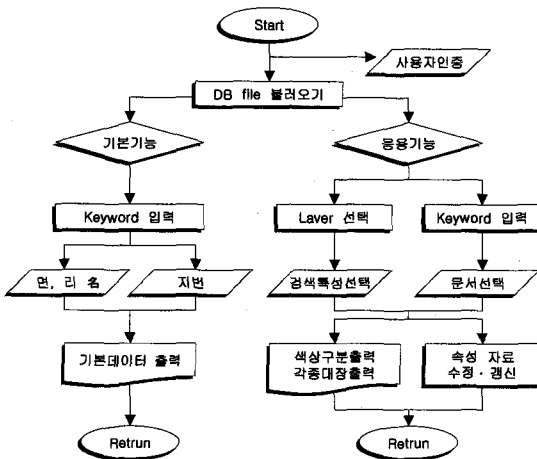 Start
사용자인증
DB file 불러오기
기본기능
응용기능
Keyword 입력
Laver 선택
Keyword 입력
면, 리 名
지번
검색특성선택
문서선택
기본데이터 출력
색상구분출력
각종대장출력
속성 자료
수정·갱신
Retrun
Retrun